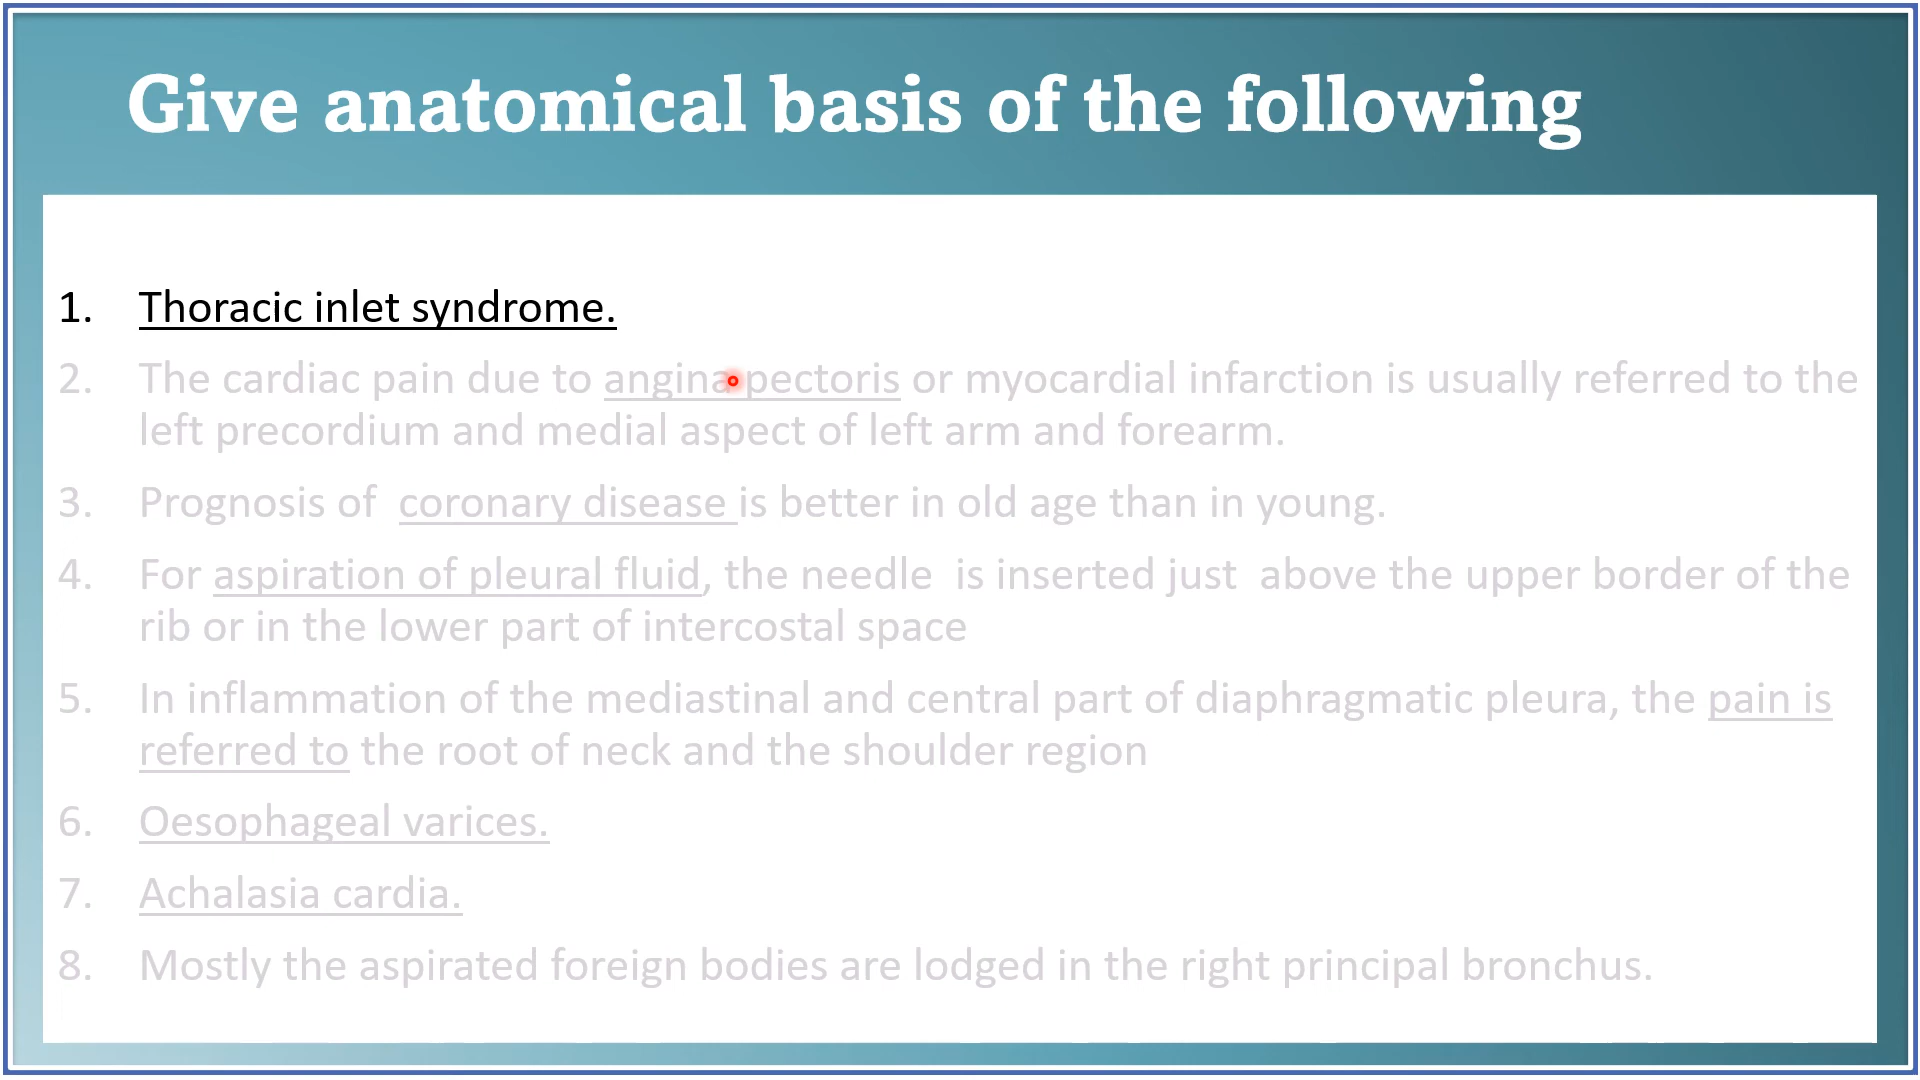 Give anatomical basis of the following
1. Thoracic inlet syndrome.
2. The cardiac pain due to angina pectoris or myocardial infarction is usually referred to the
left precordium and medial aspect of left arm and forearm.
3. Prognosis of coronary disease is better in old age than in young.
4. For aspiration of pleural fluid, the needle is inserted just above the upper border of the
rib or in the lower part of intercostal space
5. In inflammation of the mediastinal and central part of diaphragmatic pleura, the pain is
referred to the root of neck and the shoulder region
6. Oesophageal varices.
7. Achalasia cardia.
8. Mostly the aspirated foreign bodies are lodged in the right principal bronchus.